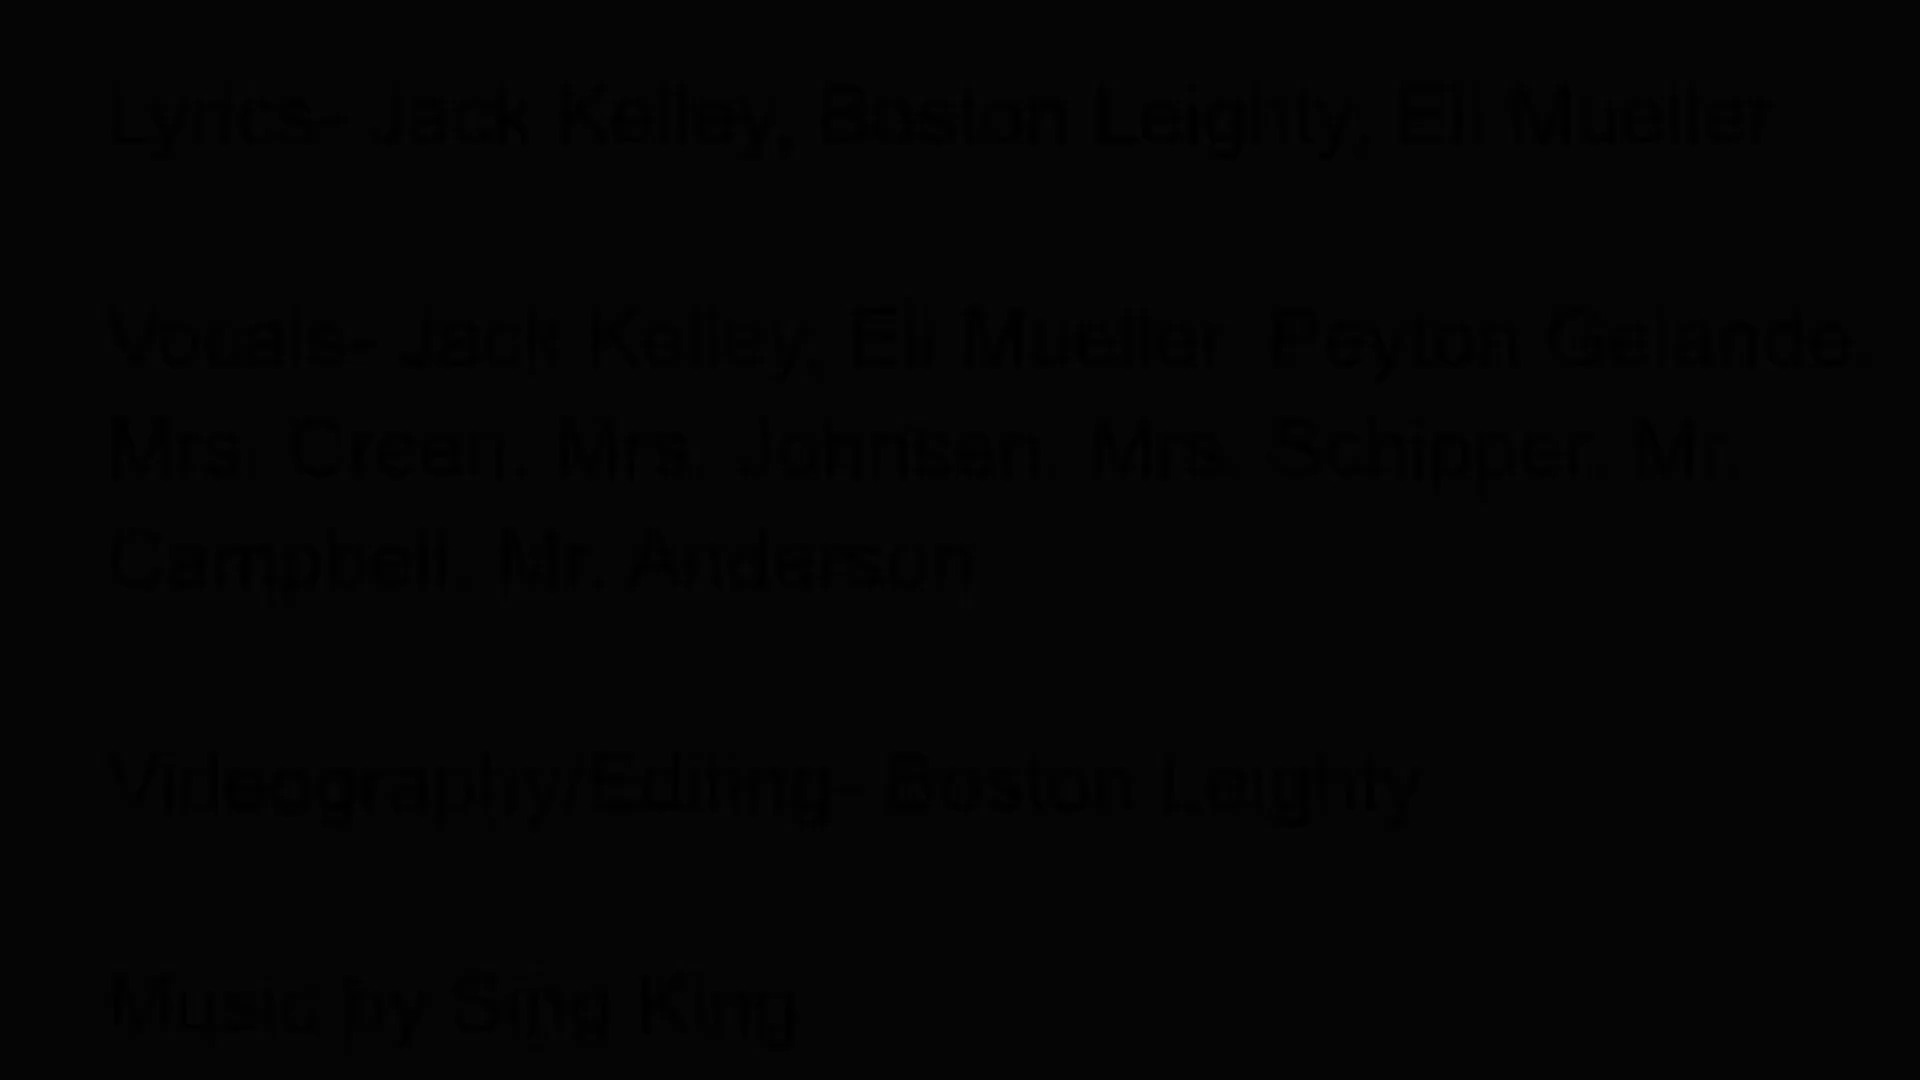 Lyrics- Jack Kelley, Boston Leighty, Eli Mueller
Vocals- Jack Kelley, Eli Mueller, Peyton Gelande,
Mrs. Crean, Mrs. Johnsen, Mrs. Schipper, Mr.
Campbell, Mr. Anderson
Videography/Editing- Boston Leighty
Music by Sing King